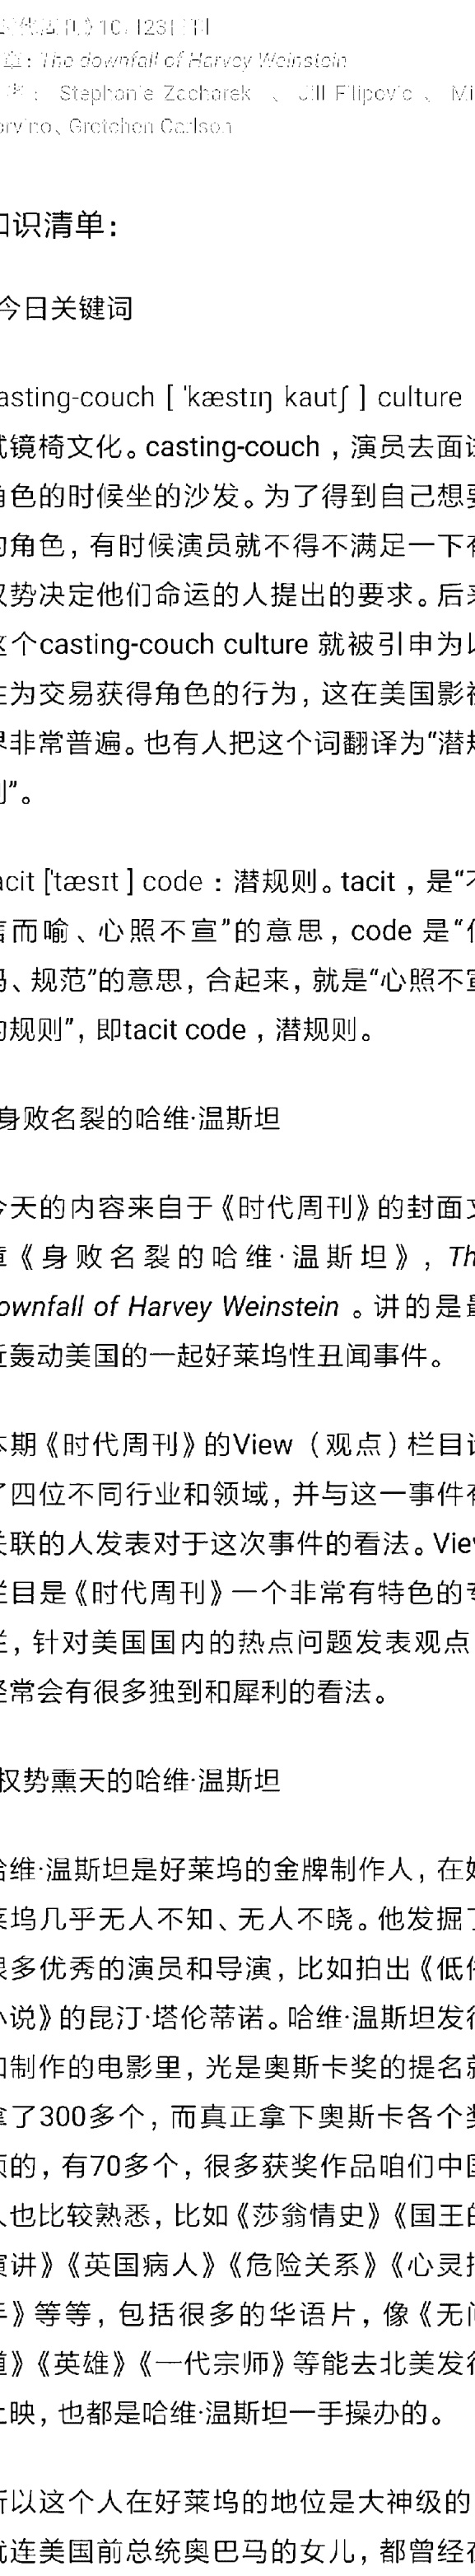 10月23日刊
章：The downfall of Harvey Weinstein
者：Stephanie Zacharek 、 Jill Filipovic 、 Mi
orvino、Gretchen Carlson
识清单：
今日关键词
asting-couch [ ˈkæstɪŋ kaʊtʃ ] culture
镜椅文化。casting-couch ，演员去面试
角色的时候坐的沙发。为了得到自己想要
的角色，有时候演员就不得不满足一下有
权势决定他们命运的人提出的要求。后来
这个casting-couch culture 就被引申为以
性为交易获得角色的行为，这在美国影视
界非常普遍。也有人把这个词翻译为“潜规
则”。
acit [ˈtæsɪt ] code ：潜规则。tacit ，是“不
言而喻、心照不宣”的意思，code 是“代
码、规范”的意思，合起来，就是“心照不宣
的规则”，即tacit code ，潜规则。
身败名裂的哈维·温斯坦
今天的内容来自于《时代周刊》的封面文
章《身败名裂的哈维·温斯坦》，Th
ownfall of Harvey Weinstein 。讲的是最
近轰动美国的一起好莱坞性丑闻事件。
本期《时代周刊》的View（观点）栏目请
了四位不同行业和领域，并与这一事件有
关联的人发表对于这次事件的看法。View
栏目是《时代周刊》一个非常有特色的专
栏，针对美国国内的热点问题发表观点
经常会有很多独到和犀利的看法。
权势熏天的哈维·温斯坦
哈维·温斯坦是好莱坞的金牌制作人，在好
莱坞几乎无人不知、无人不晓。他发掘了
很多优秀的演员和导演，比如拍出《低俗
小说》的昆汀·塔伦蒂诺。哈维·温斯坦发行
和制作的电影里，光是奥斯卡奖的提名就
拿了300多个，而真正拿下奥斯卡各个奖
项的，有70多个，很多获奖作品咱们中国
人也比较熟悉，比如《莎翁情史》《国王的
演讲》《英国病人》《危险关系》《心灵捕
手》等等，包括很多的华语片，像《无间
道》《英雄》《一代宗师》等能去北美发行
上映，也都是哈维·温斯坦一手操办的。
所以这个人在好莱坞的地位是大神级的
就连美国前总统奥巴马的女儿，都曾经在